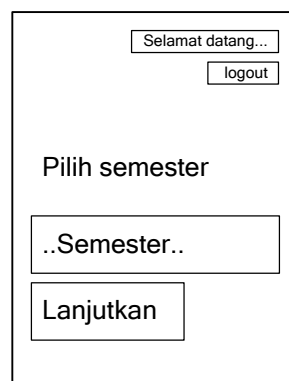 Selamat datang...
logout
Pilih semester
..Semester..
Lanjutkan